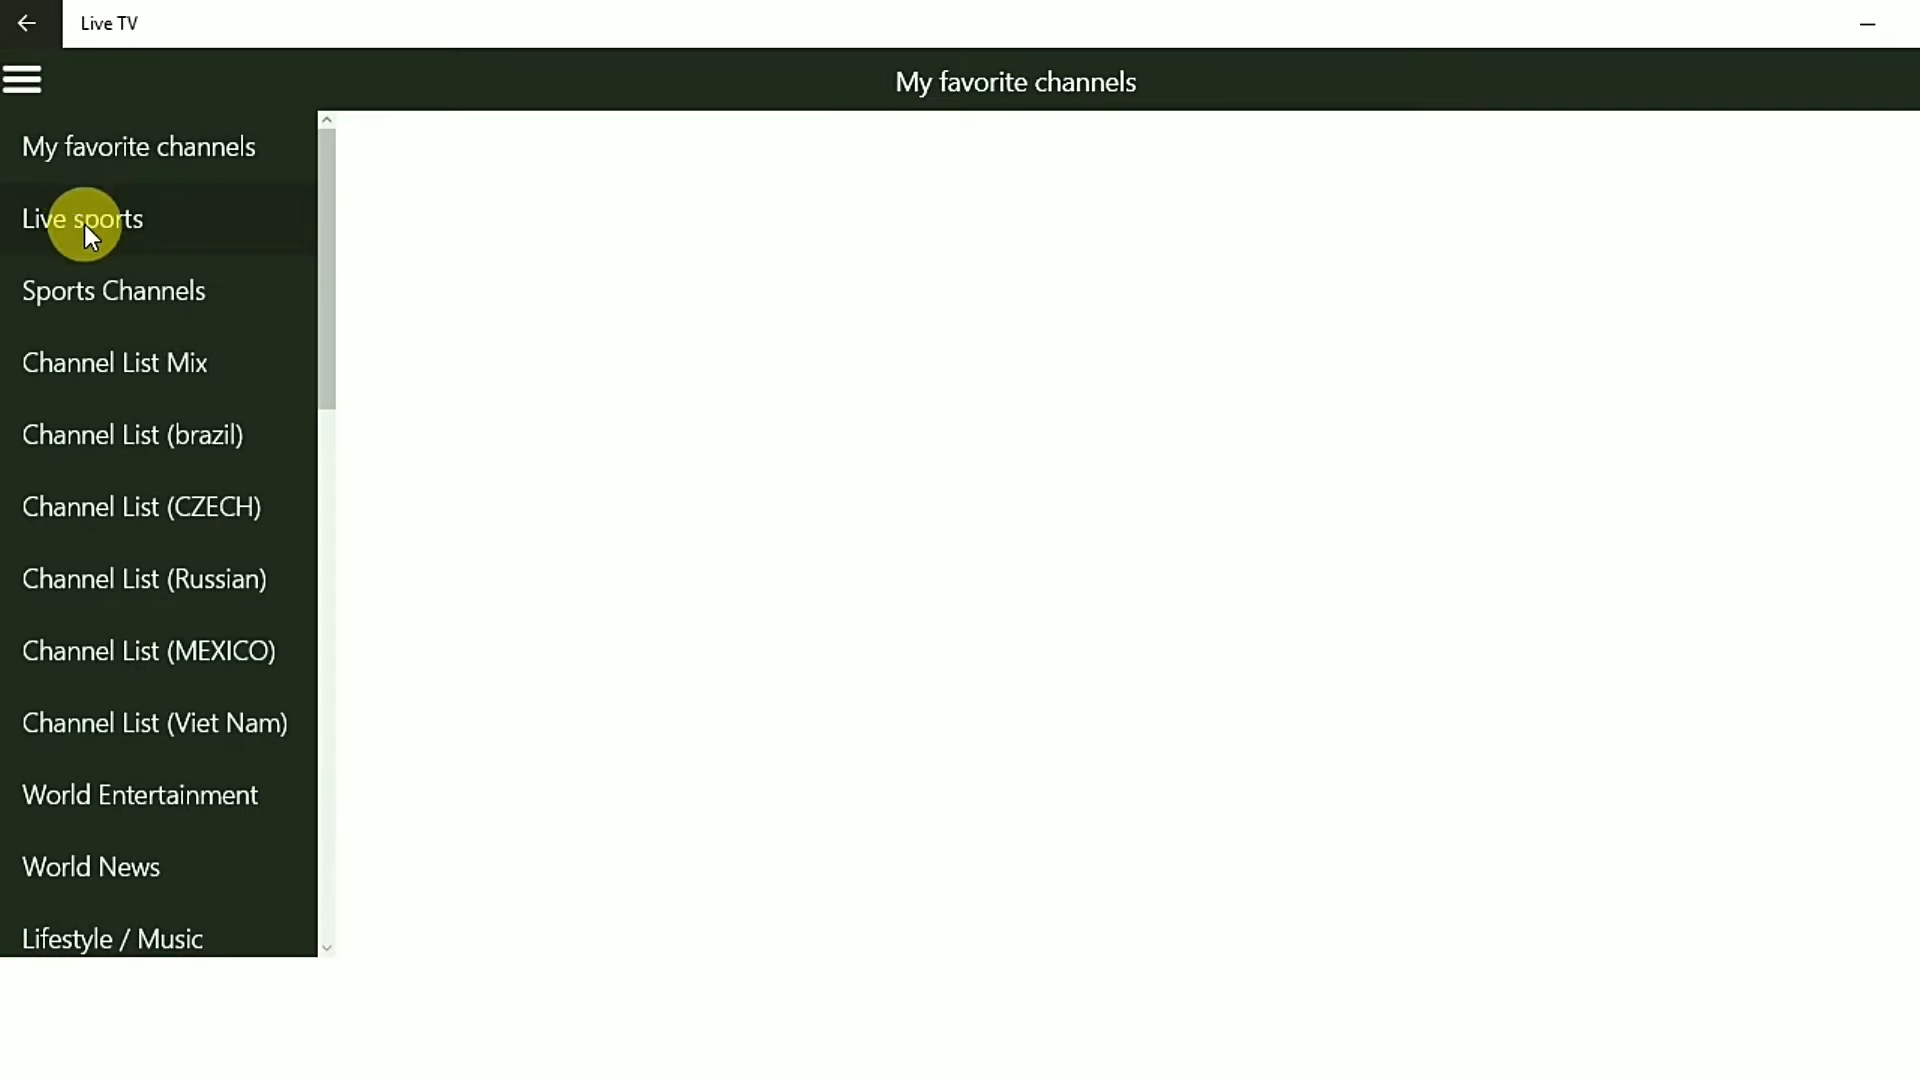 Live TV
My favorite channels
My favorite channels
Live sports
Sports Channels
Channel List Mix
Channel List (brazil)
Channel List (CZECH)
Channel List (Russian)
Channel List (MEXICO)
Channel List (Viet Nam)
World Entertainment
World News
Lifestyle / Music